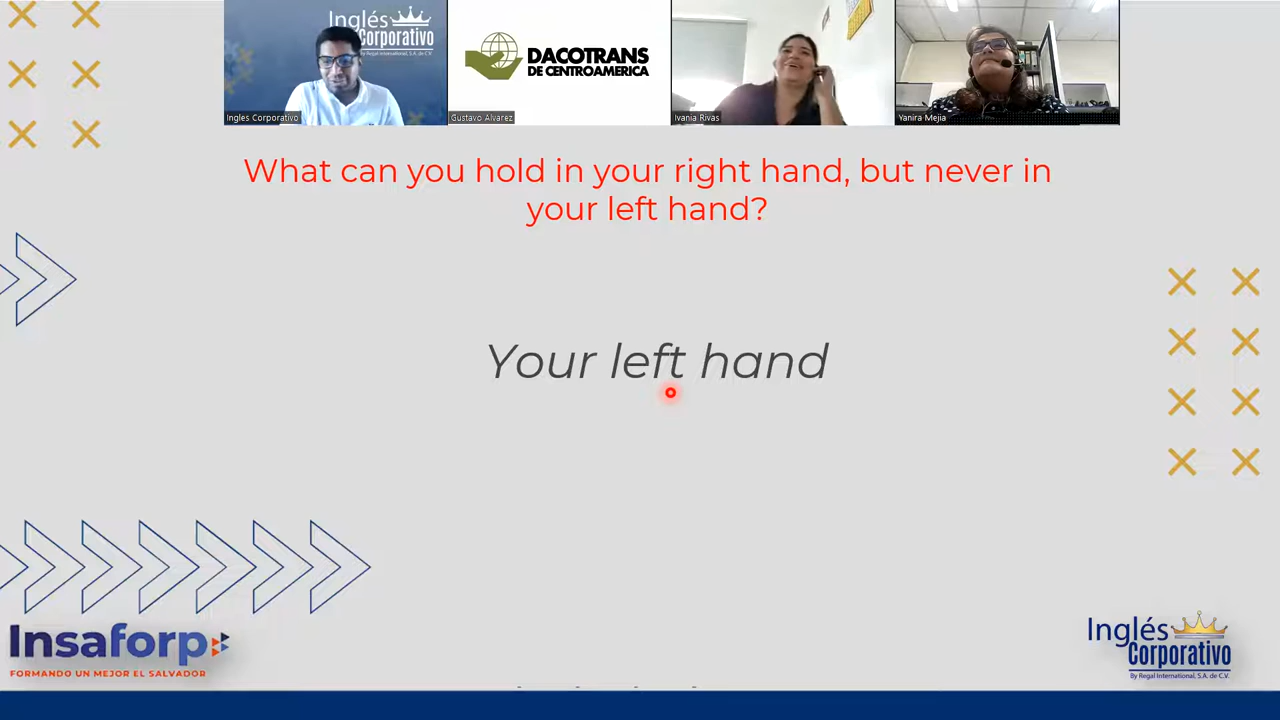 Inglés
Corporativo
By Regal International, S.A. de C.V.
Ingles Corporativo
DACOTRANS
DE CENTROAMERICA
Gustavo Alvarez
Ivania Rivas
Yanira Mejia
What can you hold in your right hand, but never in
your left hand?
Your left hand
Insaforp
FORMANDO UN MEJOR EL SALVADOR
Inglés
Corporativo
By Regal International, S.A. de C.V.